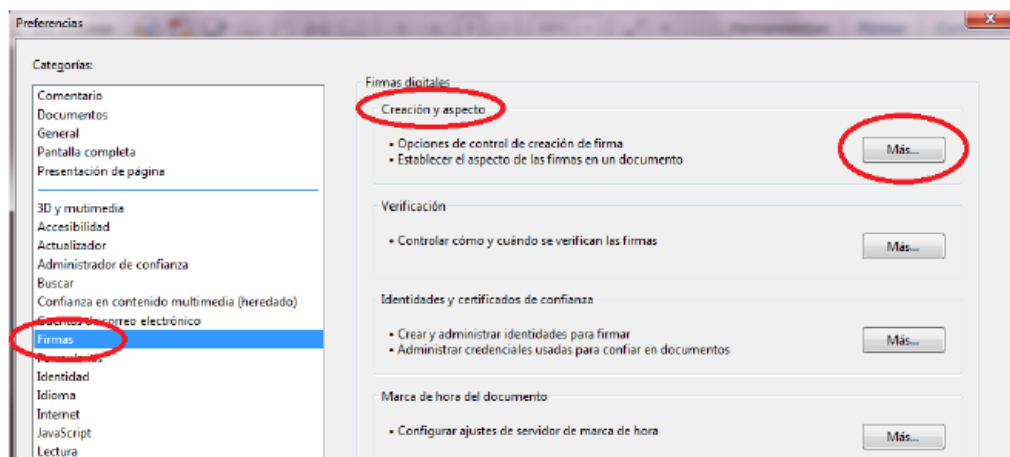 Preferencias
Categorías:
Comentario
Documentos
General
Pantalla completa
Presentación de página
3D y mutimedia
Accesibilidad
Actualizador
Administrador de confianza
Buscar
Confianza en contenido multimedia (heredado)
Cuentas de correo electrónico
Firmas
Formularios
Identidad
Idioma
Internet
JavaScript
Lectura
Firmas digitales
Creación y aspecto
• Opciones de control de creación de firma
• Establecer el aspecto de las firmas en un documento
Más...
Verificación
• Controlar cómo y cuándo se verifican las firmas
Más...
Identidades y certificados de confianza
• Crear y administrar identidades para firmar
• Administrar credenciales usadas para confiar en documentos
Más...
Marca de hora del documento
• Configurar ajustes de servidor de marca de hora
Más...